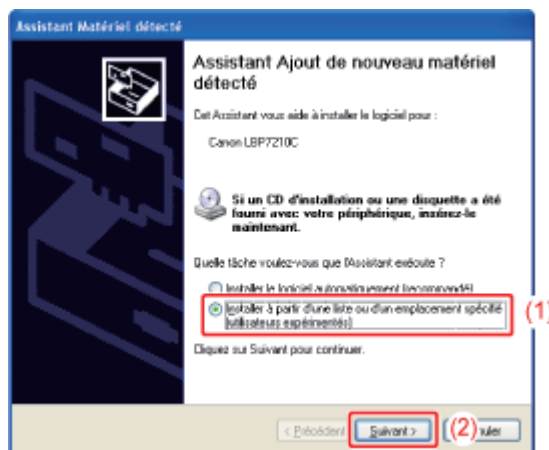 Assistant Matériel détecté
Assistant Ajout de nouveau matériel
détecté
Cet Assistant vous aide à installer le logiciel pour :
Canon LBP7210C
Si un CD d'installation ou une disquette a été
fourni avec votre périphérique, insérez-le
maintenant.
Quelle tâche voulez-vous que l'Assistant exécute ?
Installer le logiciel automatiquement (recommandé)
Installer à partir d'une liste ou d'un emplacement spécifié
(utilisateurs expérimentés)
(1)
Cliquez sur Suivant pour continuer.
< Précédent
Suivant >
(2)
uler